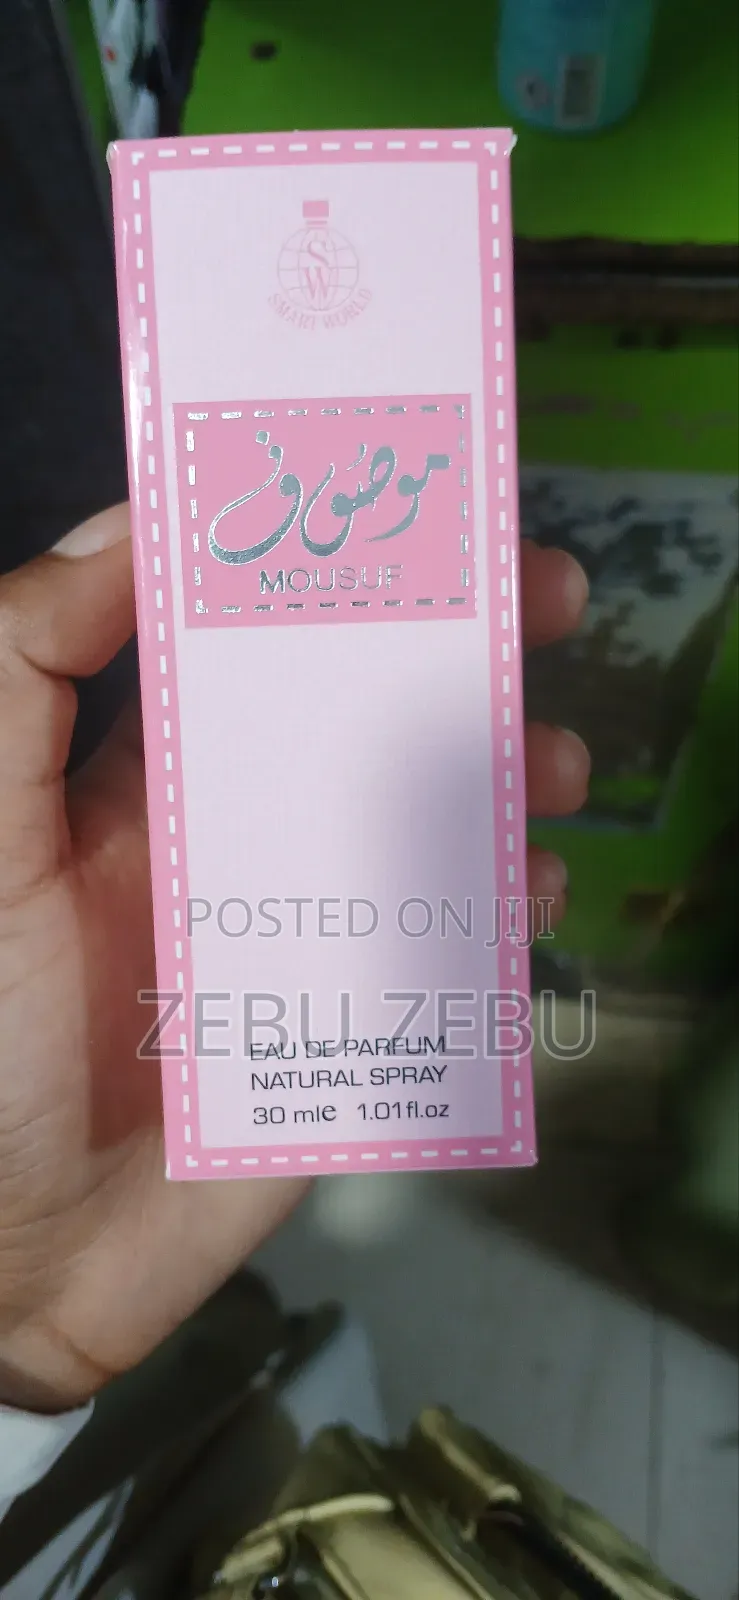 SW
SMART WORLD
موصوف
MOUSUF
POSTED ON JIJI
ZEBU ZEBU
EAU DE PARFUM
NATURAL SPRAY
30 mle 1.01fl.oz